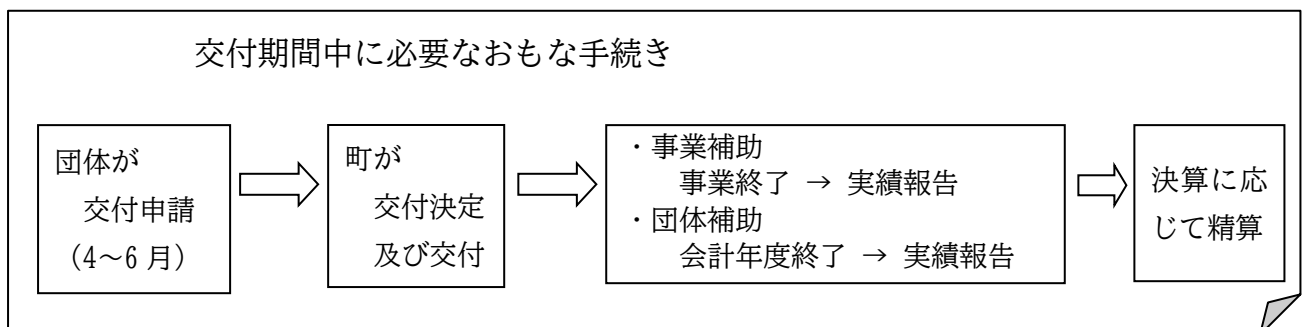 交付期間中に必要なおもな手続き
団体が
交付申請
(4～6 月)
町が
交付決定
及び交付
・事業補助
事業終了 → 実績報告
・団体補助
会計年度終了 → 実績報告
決算に応
じて精算